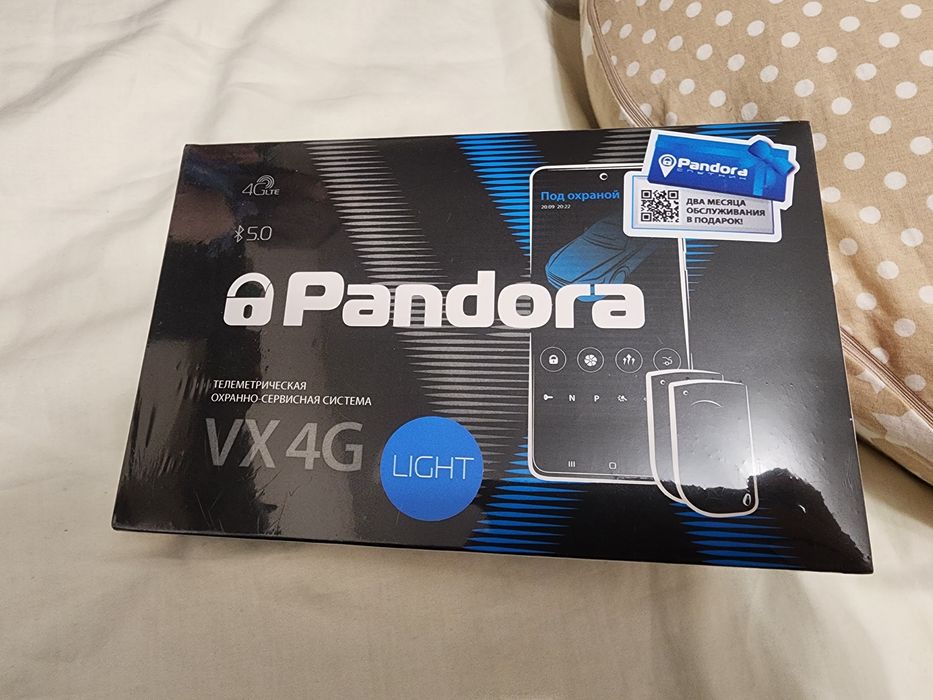 4G LTE
5.0
Pandora
ТЕЛЕМЕТРИЧЕСКАЯ
ОХРАННО-СЕРВИСНАЯ СИСТЕМА
VX 4G
LIGHT
Под охраной
20.09 20:22
N P
Pandora
СПУТНИК
ДВА МЕСЯЦА
ОБСЛУЖИВАНИЯ
В ПОДАРОК!